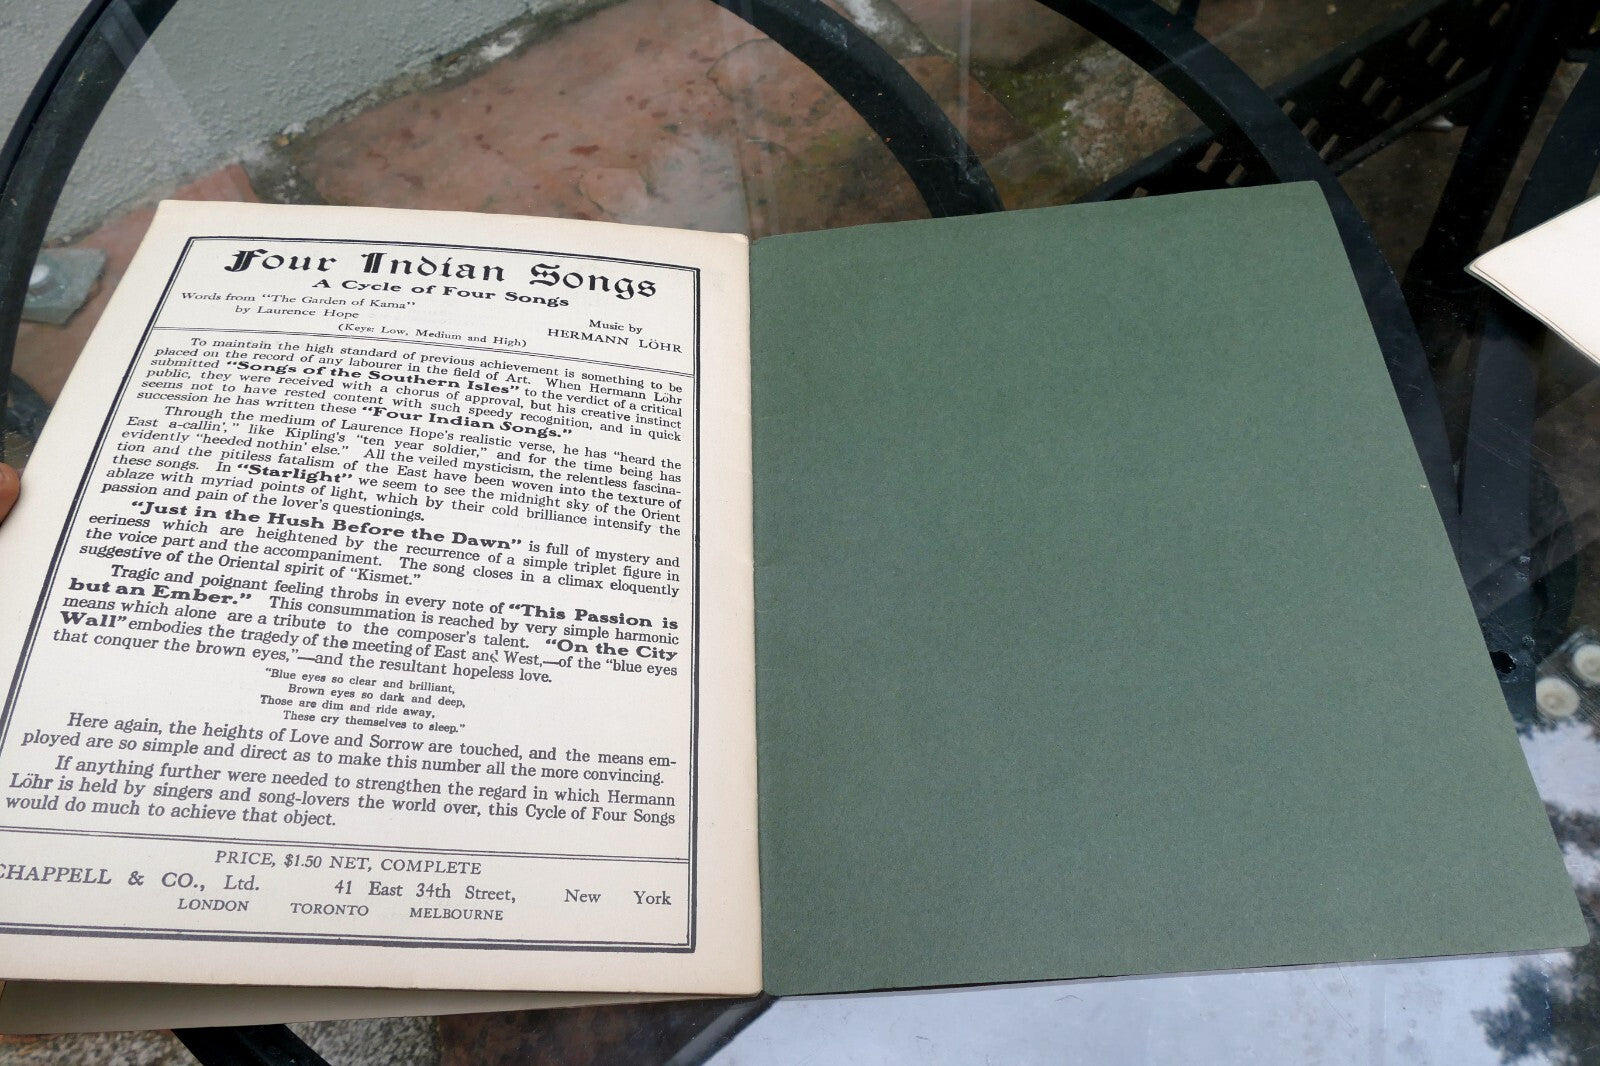 Four Indian Songs
A Cycle of Four Songs
Words from "The Garden of Kama"
by Laurence Hope
Music by
(Keys: Low, Medium and High)
HERMANN LÖHR
To maintain the high standard of previous achievement is something to be
placed on the record of any labourer in the field of Art. When Hermann Löhr
submitted "Songs of the Southern Isles" to the verdict of a critical
public, they were received with a chorus of approval, but his creative instinct
seems not to have rested content with such speedy recognition, and in quick
succession he has written these "Four Indian Songs."
Through the medium of Laurence Hope's realistic verse, he has "heard the
East a-callin'," like Kipling's "ten year soldier," and for the time being has
evidently "heeded nothin' else." All the veiled mysticism, the relentless fascina-
tion and the pitiless fatalism of the East have been woven into the texture of
these songs. In "Starlight" we seem to see the midnight sky of the Orient
ablaze with myriad points of light, which by their cold brilliance intensify the
passion and pain of the lover's questionings.
"Just in the Hush Before the Dawn" is full of mystery and
eeriness which are heightened by the recurrence of a simple triplet figure in
the voice part and the accompaniment. The song closes in a climax eloquently
suggestive of the Oriental spirit of "Kismet."
Tragic and poignant feeling throbs in every note of "This Passion is
but an Ember." This consummation is reached by very simple harmonic
means which alone are a tribute to the composer's talent. "On the City
Wall" embodies the tragedy of the meeting of East and West,—of the "blue eyes
that conquer the brown eyes,"—and the resultant hopeless love.
"Blue eyes so clear and brilliant,
Brown eyes so dark and deep,
Those are dim and ride away,
These cry themselves to sleep."
Here again, the heights of Love and Sorrow are touched, and the means em-
ployed are so simple and direct as to make this number all the more convincing.
If anything further were needed to strengthen the regard in which Hermann
Löhr is held by singers and song-lovers the world over, this Cycle of Four Songs
would do much to achieve that object.
PRICE, $1.50 NET, COMPLETE
CHAPPELL & CO., Ltd. 41 East 34th Street, New York
LONDON TORONTO MELBOURNE